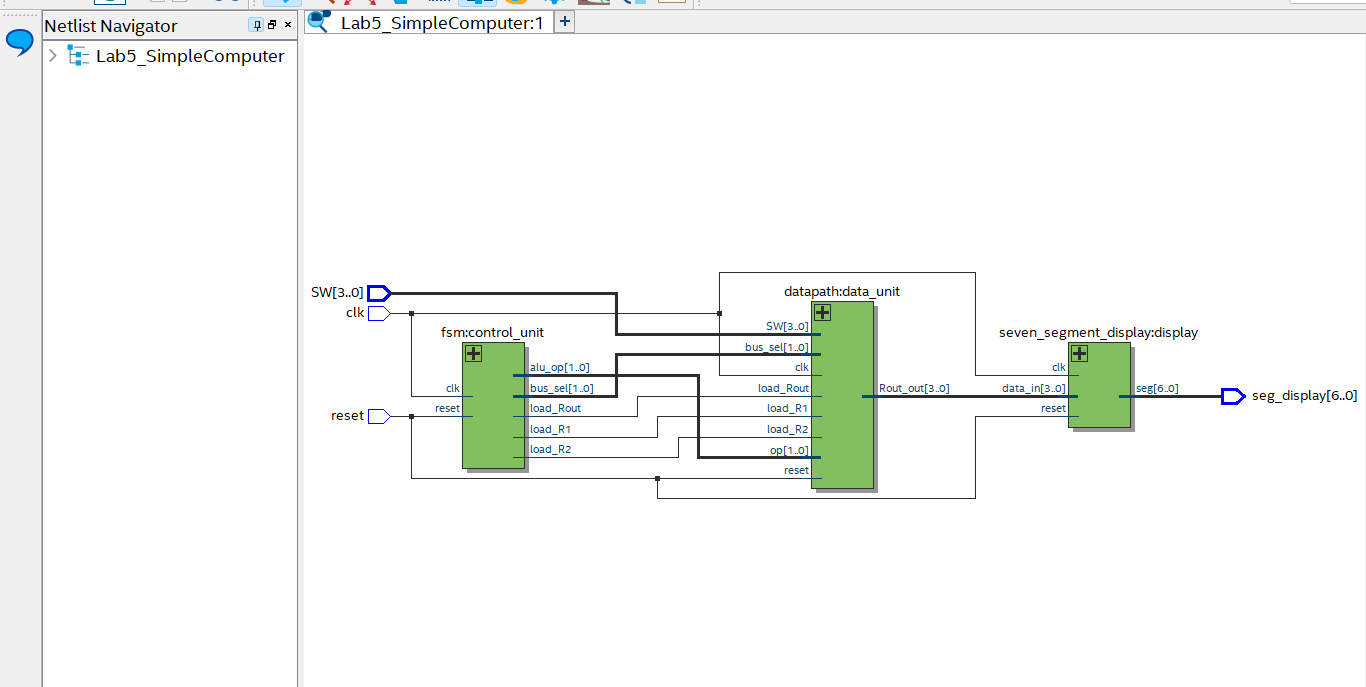 Netlist Navigator
Lab5_SimpleComputer
Lab5_SimpleComputer:1
SW[3..0]
clk
reset
fsm:control_unit
clk
reset
alu_op[1..0]
bus_sel[1..0]
load_Rout
load_R1
load_R2
datapath:data_unit
SW[3..0]
bus_sel[1..0]
clk
load_Rout
load_R1
load_R2
op[1..0]
reset
Rout_out[3..0]
seven_segment_display:display
clk
data_in[3..0]
reset
seg[6..0]
seg_display[6..0]